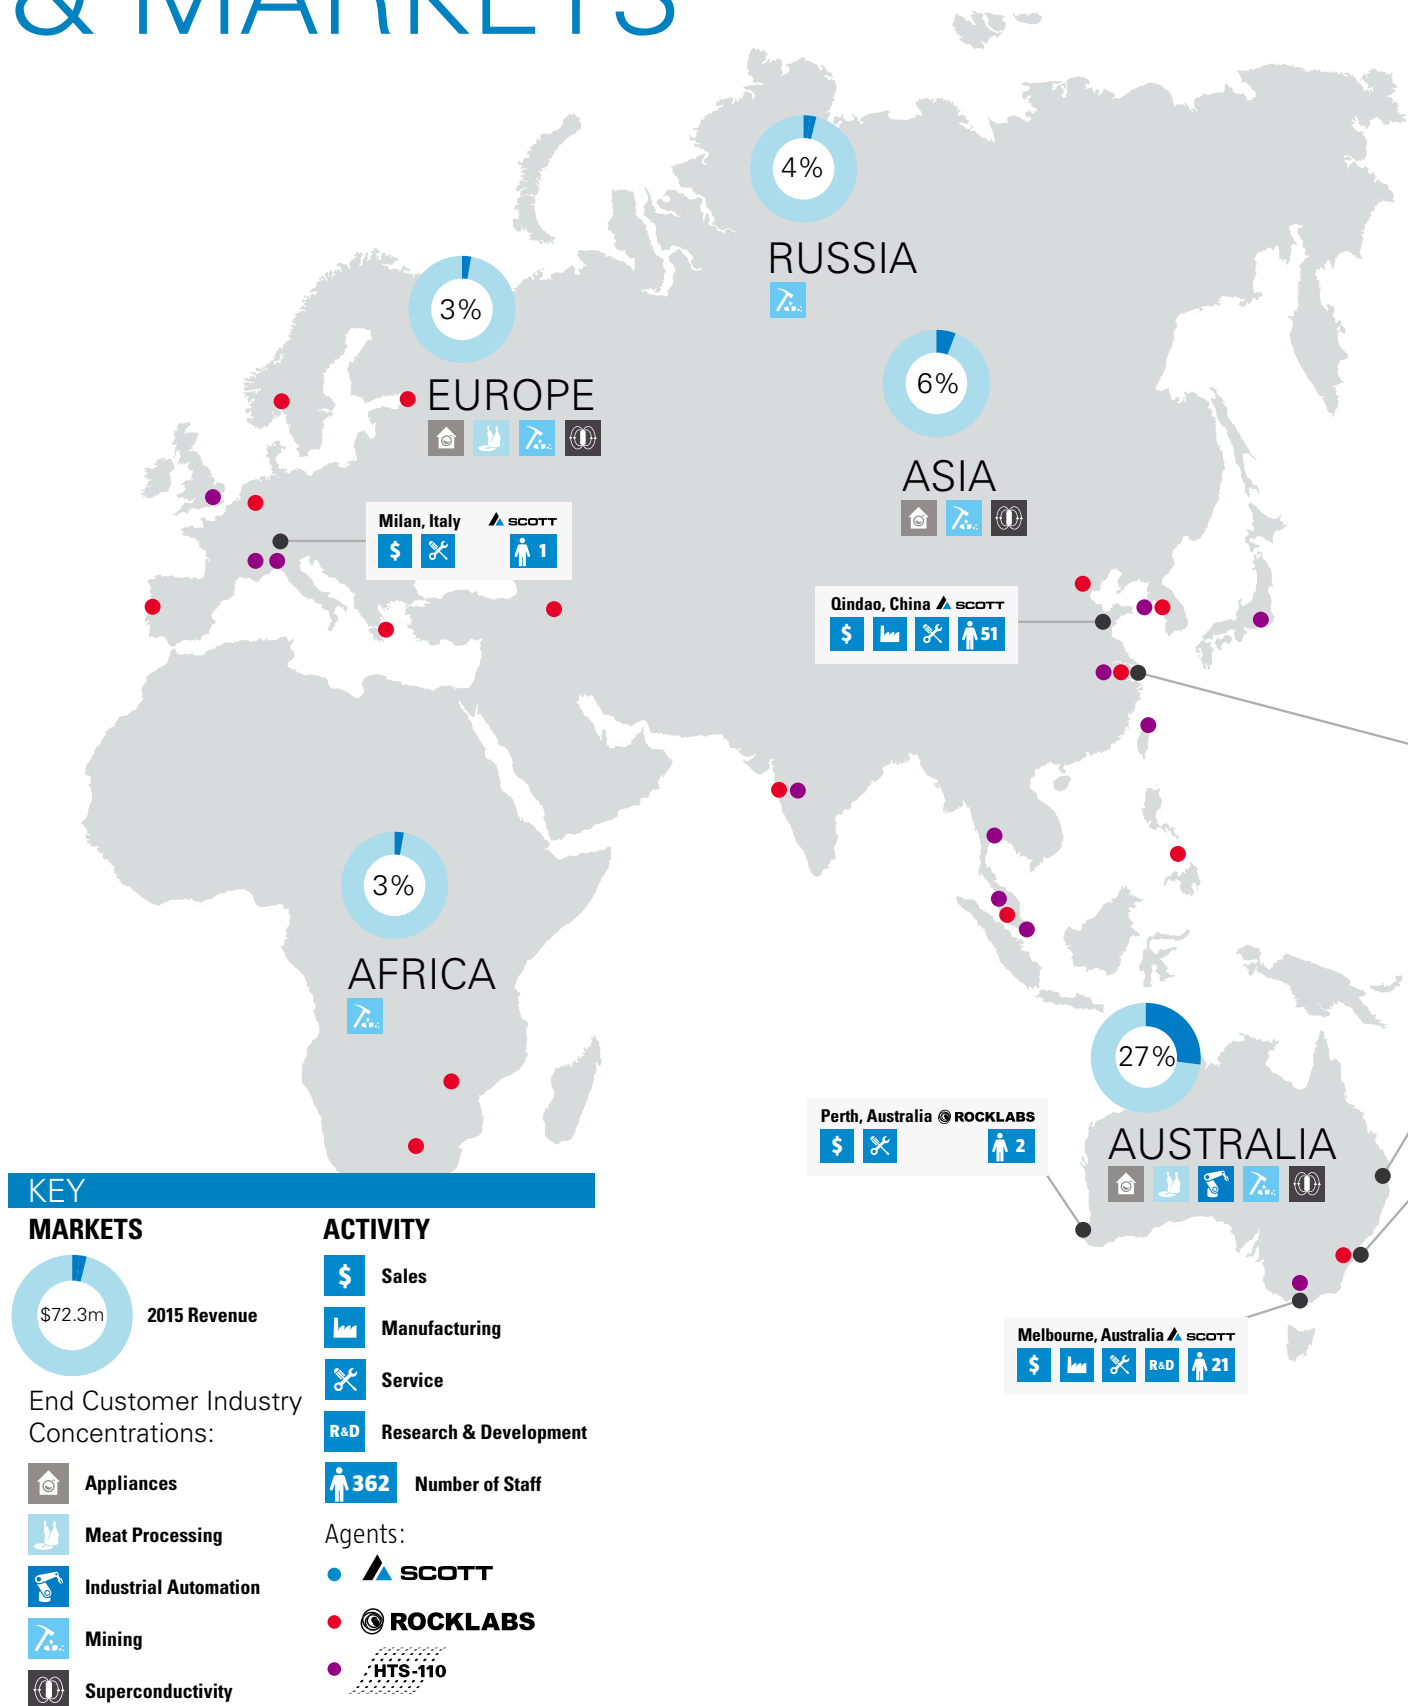 & MARKETS
4%
RUSSIA
3%
EUROPE
6%
ASIA
Milan, Italy SCOTT
$ 1
Qindao, China SCOTT
$ 51
3%
AFRICA
27%
AUSTRALIA
Perth, Australia ROCKLABS
$ 2
Melbourne, Australia SCOTT
$ R&D 21
KEY
MARKETS
$72.3m 2015 Revenue
End Customer Industry
Concentrations:
Appliances
Meat Processing
Industrial Automation
Mining
Superconductivity
ACTIVITY
$ Sales
Manufacturing
Service
R&D Research & Development
362 Number of Staff
Agents:
SCOTT
ROCKLABS
HTS-110